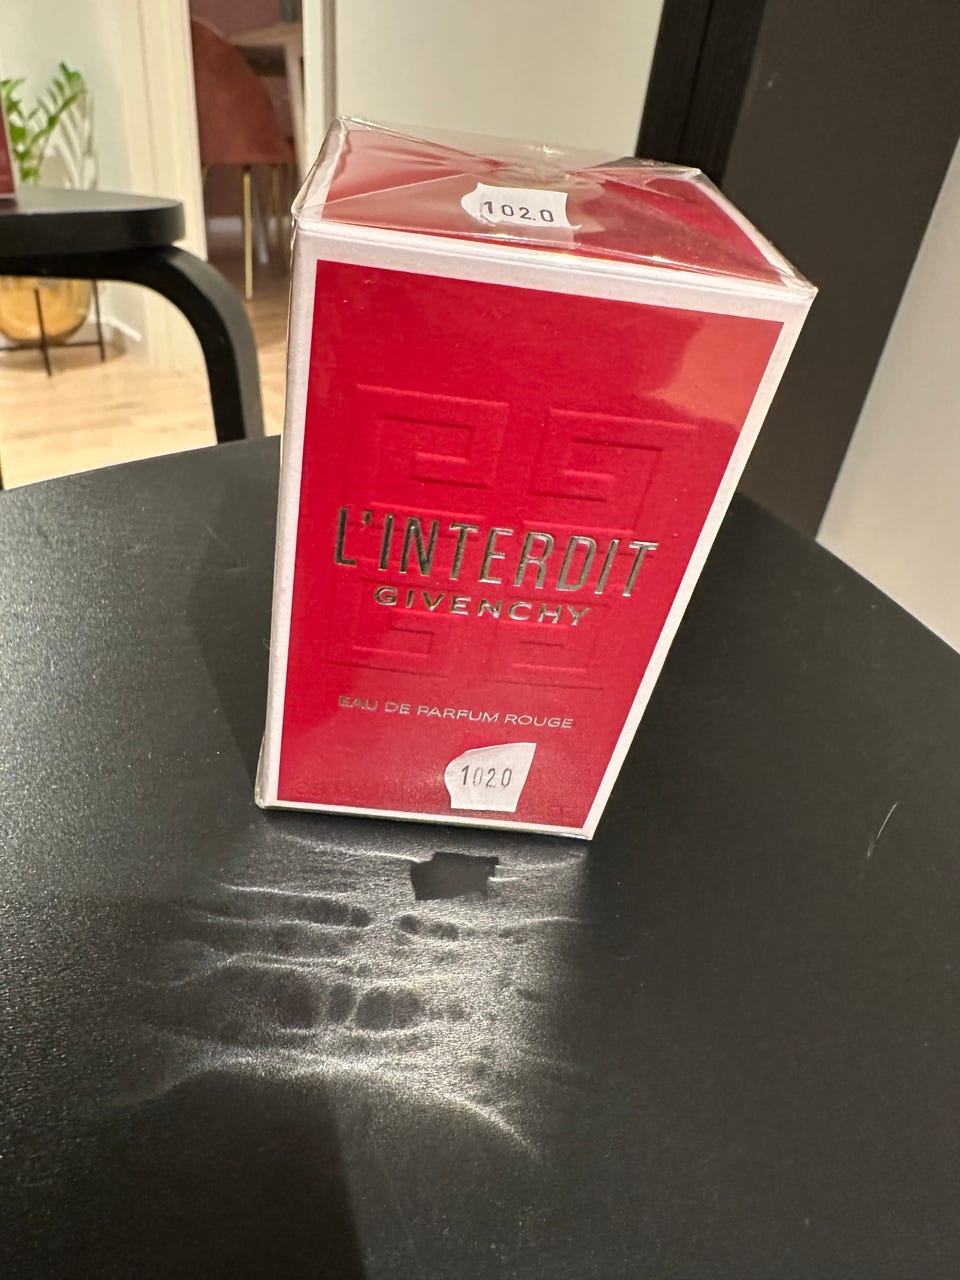 102.0
L'INTERDIT
GIVENCHY
EAU DE PARFUM ROUGE
102.0